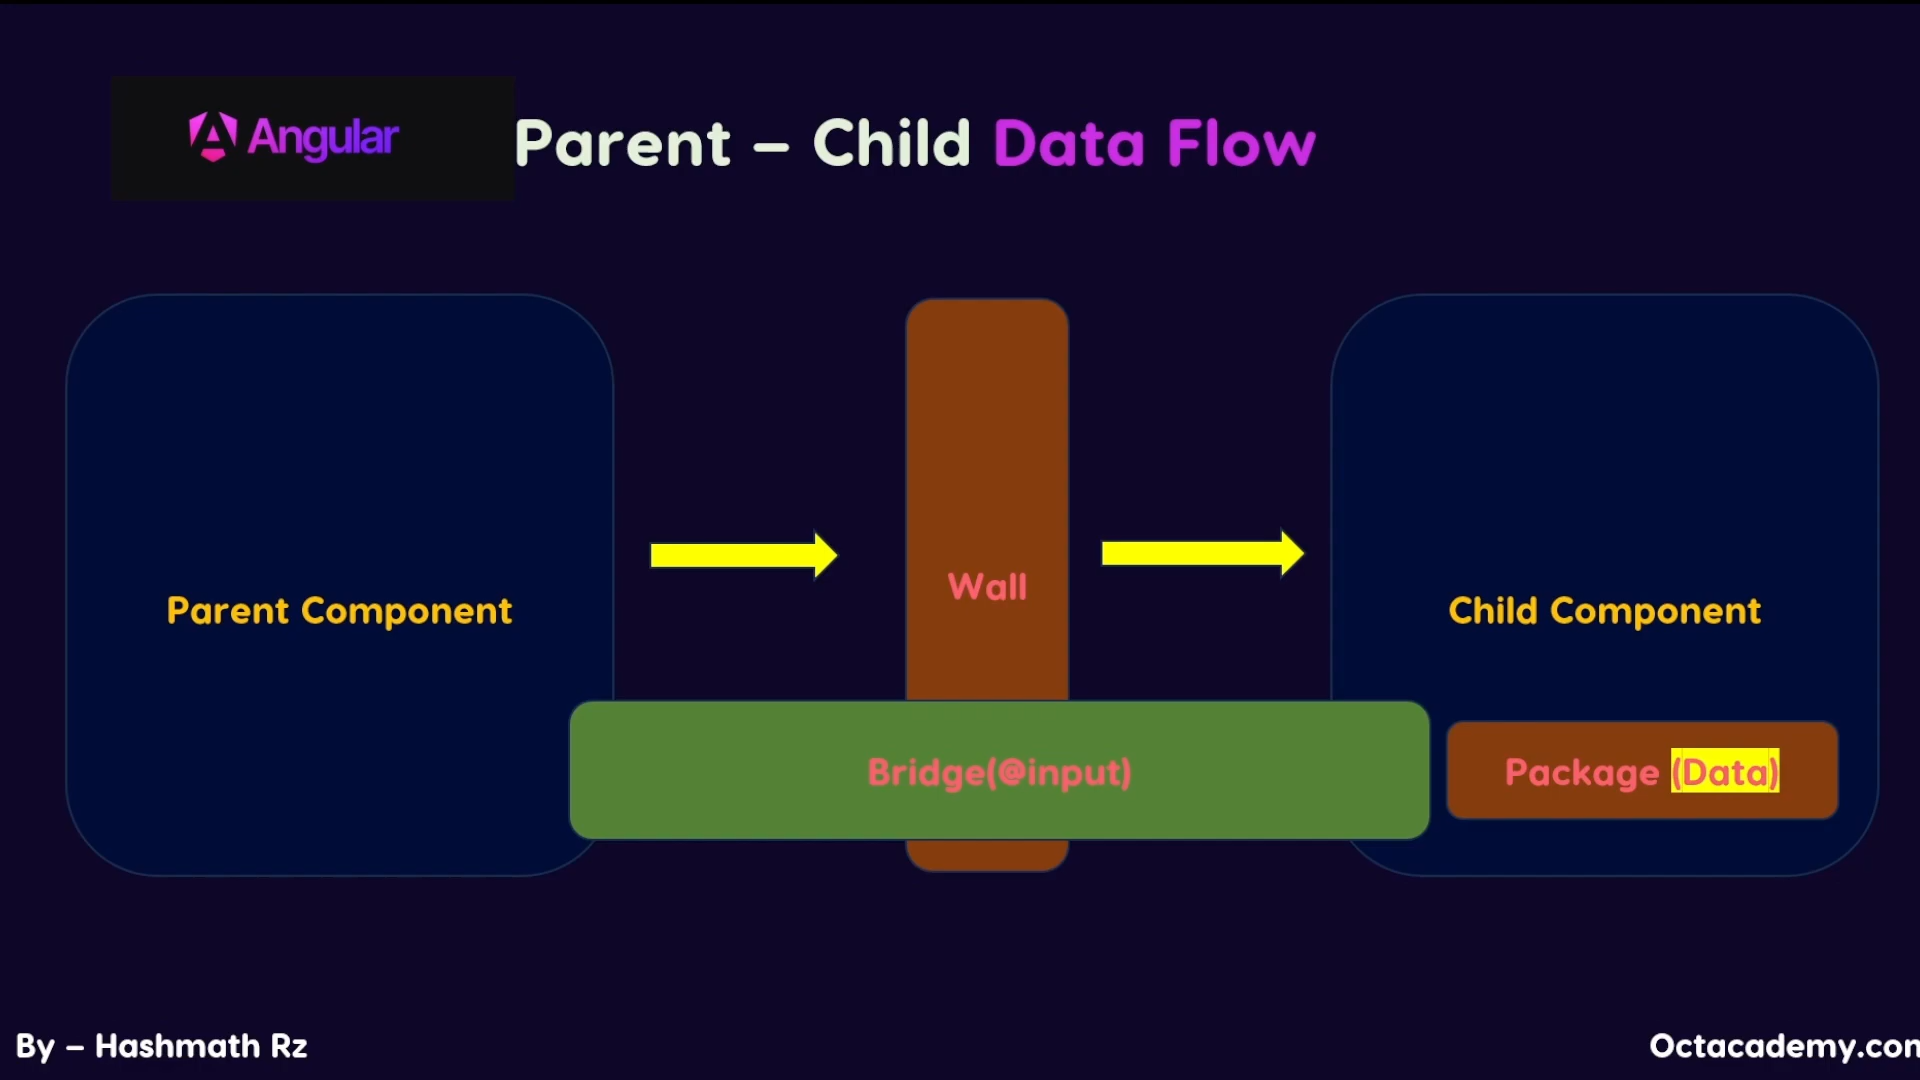 Angular
Parent – Child Data Flow
Wall
Parent Component
Child Component
Bridge(@input)
Package (Data)
By – Hashmath Rz
Octacademy.com